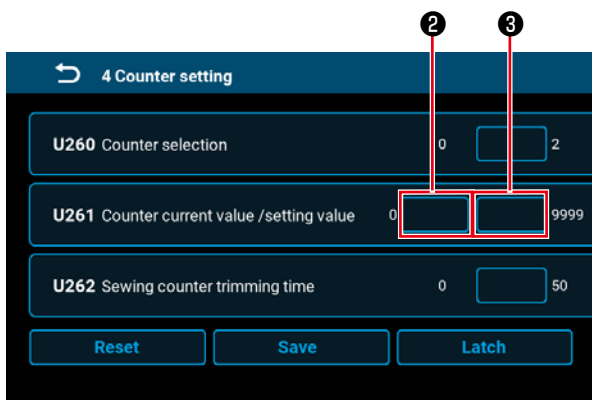 ❷ ❸
4 Counter setting
U260 Counter selection 0 2
U261 Counter current value /setting value 0 9999
U262 Sewing counter trimming time 0 50
Reset Save Latch